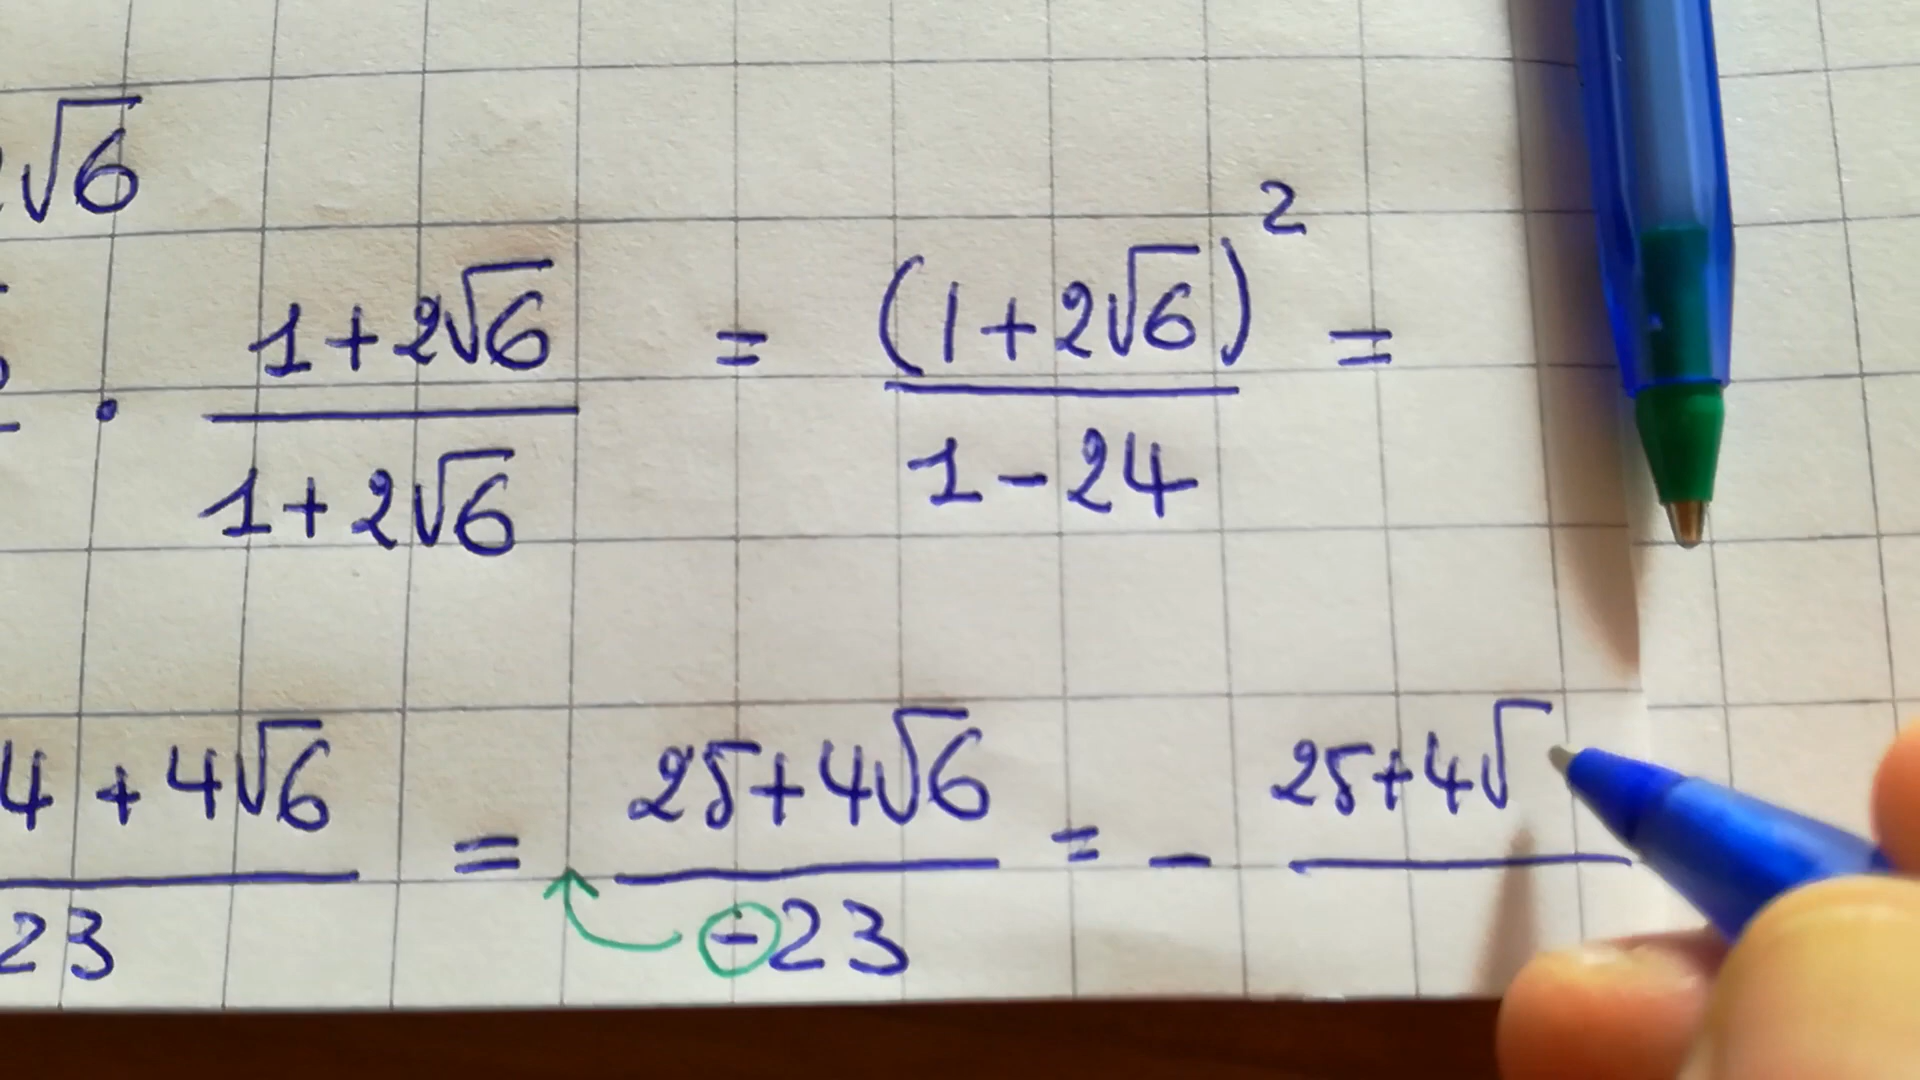 √6
· 1+2√6 / 1+2√6 = (1+2√6)² / 1-24 =
4+4√6 / 23 = 25+4√6 / -23 = - 25+4√